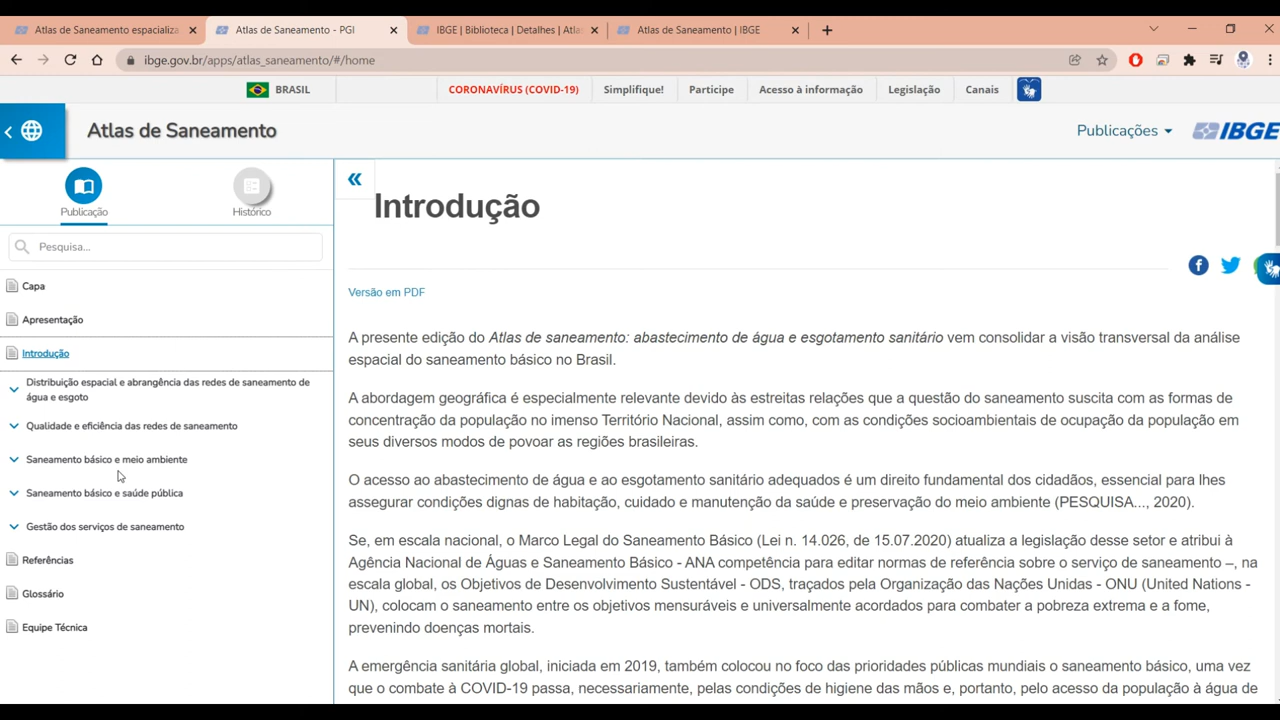 Atlas de Saneamento espacializa
Atlas de Saneamento - PGI
IBGE | Biblioteca | Detalhes | Atlas
Atlas de Saneamento | IBGE
ibge.gov.br/apps/atlas_saneamento/#/home
BRASIL
CORONAVÍRUS (COVID-19)
Simplifique!
Participe
Acesso à informação
Legislação
Canais
Atlas de Saneamento
Publicações
IBGE
Publicação
Histórico
Pesquisa...
Capa
Apresentação
Introdução
Distribuição espacial e abrangência das redes de saneamento de
água e esgoto
Qualidade e eficiência das redes de saneamento
Saneamento básico e meio ambiente
Saneamento básico e saúde pública
Gestão dos serviços de saneamento
Referências
Glossário
Equipe Técnica
Introdução
Versão em PDF
A presente edição do Atlas de saneamento: abastecimento de água e esgotamento sanitário vem consolidar a visão transversal da análise
espacial do saneamento básico no Brasil.
A abordagem geográfica é especialmente relevante devido às estreitas relações que a questão do saneamento suscita com as formas de
concentração da população no imenso Território Nacional, assim como, com as condições socioambientais de ocupação da população em
seus diversos modos de povoar as regiões brasileiras.
O acesso ao abastecimento de água e ao esgotamento sanitário adequados é um direito fundamental dos cidadãos, essencial para lhes
assegurar condições dignas de habitação, cuidado e manutenção da saúde e preservação do meio ambiente (PESQUISA..., 2020).
Se, em escala nacional, o Marco Legal do Saneamento Básico (Lei n. 14.026, de 15.07.2020) atualiza a legislação desse setor e atribui à
Agência Nacional de Águas e Saneamento Básico - ANA competência para editar normas de referência sobre o serviço de saneamento –, na
escala global, os Objetivos de Desenvolvimento Sustentável - ODS, traçados pela Organização das Nações Unidas - ONU (United Nations -
UN), colocam o saneamento entre os objetivos mensuráveis e universalmente acordados para combater a pobreza extrema e a fome,
prevenindo doenças mortais.
A emergência sanitária global, iniciada em 2019, também colocou no foco das prioridades públicas mundiais o saneamento básico, uma vez
que o combate à COVID-19 passa, necessariamente, pelas condições de higiene das mãos e, portanto, pelo acesso da população à água de